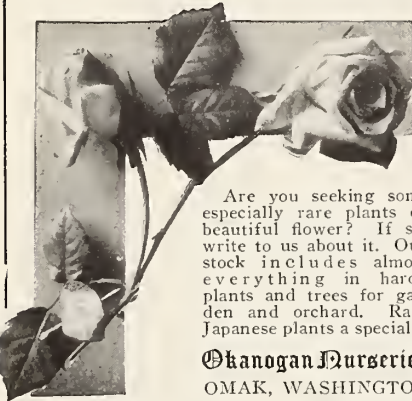 Are you seeking som
especially rare plants o
beautiful flower? If s
write to us about it. Ou
stock includes almo
everything in hard
plants and trees for ga
den and orchard. Ra
Japanese plants a special
Okanogan Nurserie
OMAK, WASHINGTO